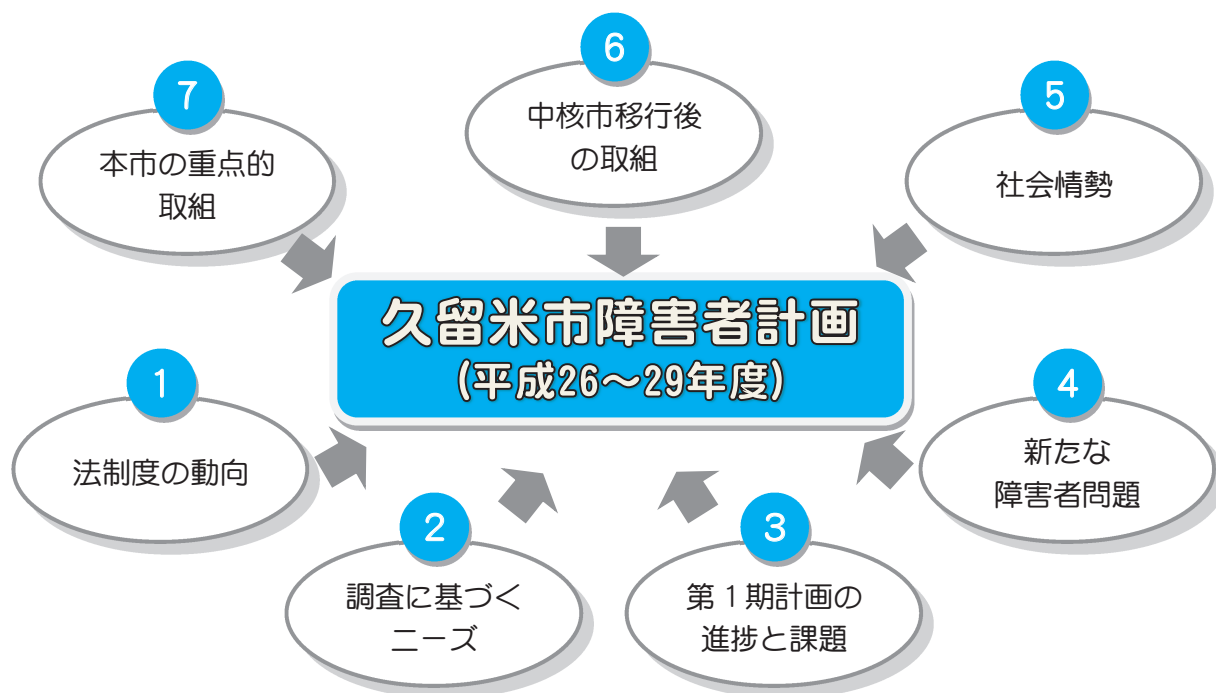 7
本市の重点的
取組
6
中核市移行後
の取組
5
社会情勢
久留米市障害者計画
(平成26～29年度)
1
法制度の動向
2
調査に基づく
ニーズ
3
第1期計画の
進捗と課題
4
新たな
障害者問題